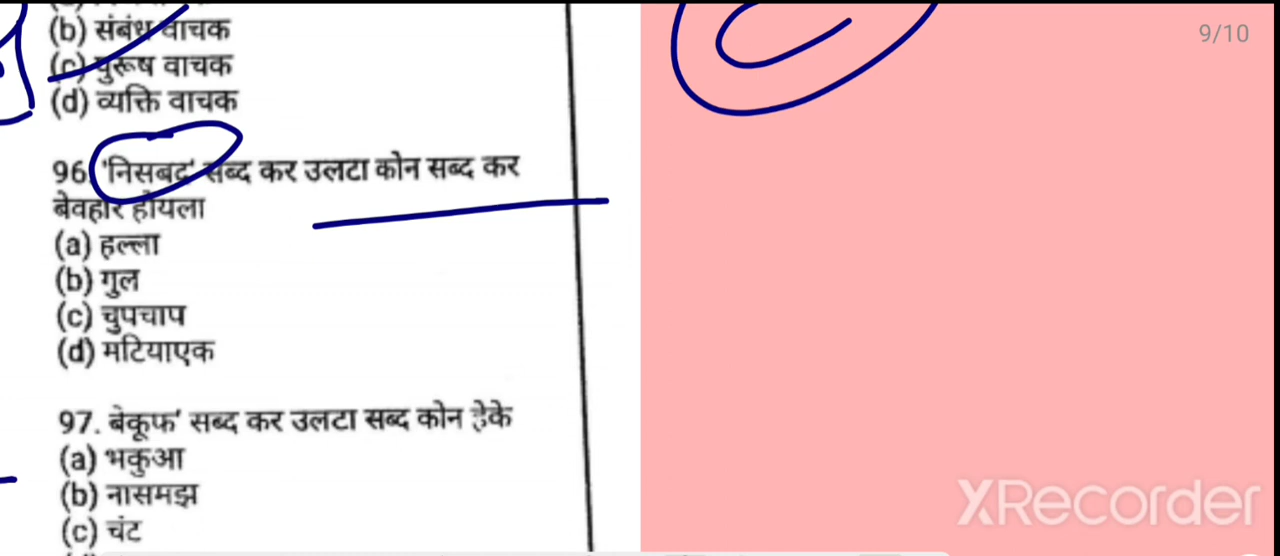 (b) संबंध वाचक
(c) पुरूष वाचक
(d) व्यक्ति वाचक
96. 'निसबद' सब्द कर उलटा कोन सब्द कर
बेवहार होयला
(a) हल्ला
(b) गुल
(c) चुपचाप
(d) मटियाएक
97. बेकूफ' सब्द कर उलटा सब्द कोन हेके
(a) भकुआ
(b) नासमझ
(c) चंट
9/10
XRecorder